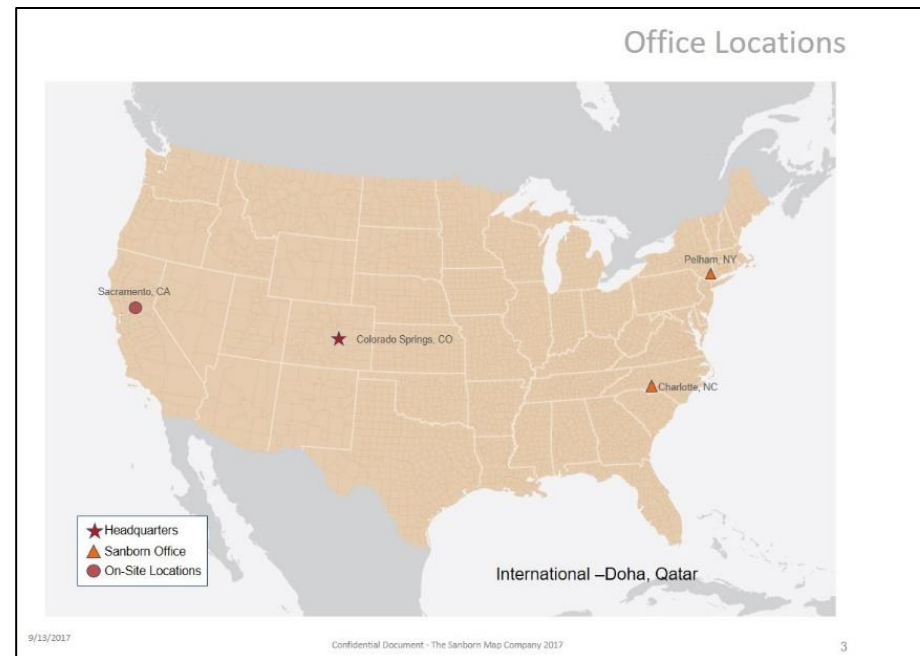 Office Locations
Pelham, NY
Sacramento, CA
Colorado Springs, CO
Charlotte, NC
Headquarters
Sanborn Office
On-Site Locations
International –Doha, Qatar
9/13/2017
Confidential Document - The Sanborn Map Company 2017
3